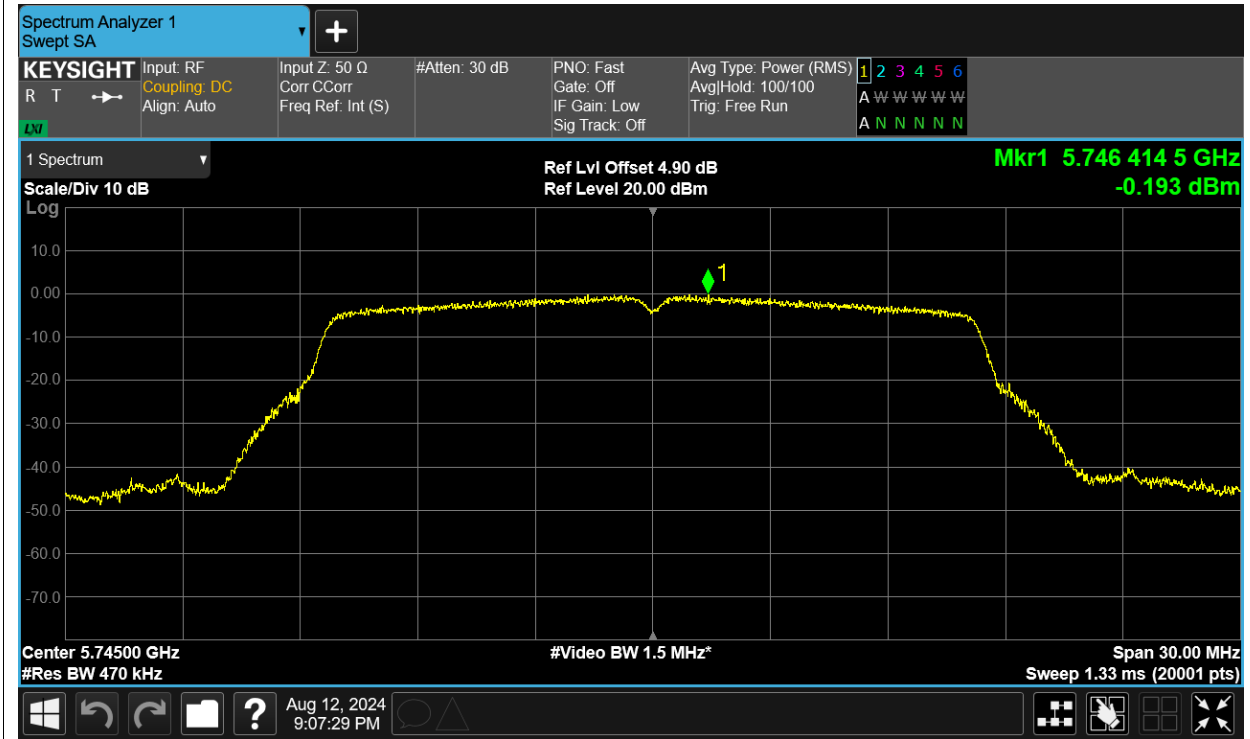 Spectrum Analyzer 1
Swept SA
KEYSIGHT
R T
LXI
Input: RF
Coupling: DC
Align: Auto
Input Z: 50 Ω
Corr CCorr
Freq Ref: Int (S)
#Atten: 30 dB
PNO: Fast
Gate: Off
IF Gain: Low
Sig Track: Off
Avg Type: Power (RMS)
Avg|Hold: 100/100
Trig: Free Run
1 2 3 4 5 6
A W W W W W
A N N N N N
1 Spectrum
Scale/Div 10 dB
Log
Ref Lvl Offset 4.90 dB
Ref Level 20.00 dBm
Mkr1 5.746 414 5 GHz
-0.193 dBm
1
10.0
0.00
-10.0
-20.0
-30.0
-40.0
-50.0
-60.0
-70.0
Center 5.74500 GHz
#Video BW 1.5 MHz*
Span 30.00 MHz
#Res BW 470 kHz
Sweep 1.33 ms (20001 pts)
?
Aug 12, 2024
9:07:29 PM